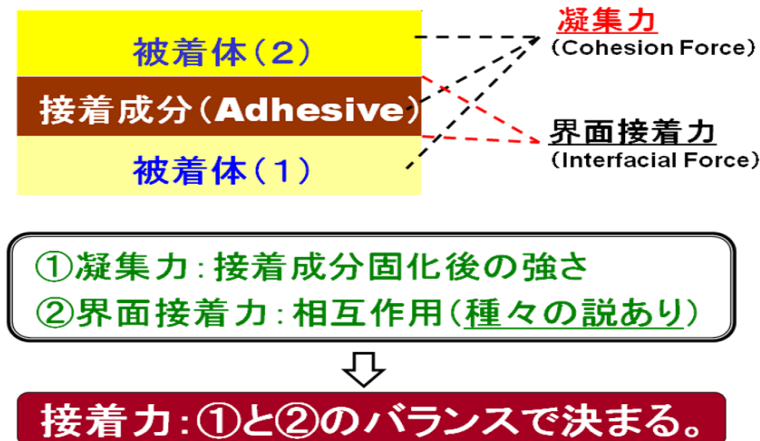 被着体(2)
接着成分(Adhesive)
被着体(1)
凝集力
(Cohesion Force)
界面接着力
(Interfacial Force)
①凝集力:接着成分固化後の強さ
②界面接着力:相互作用(種々の説あり)
接着力:①と②のバランスで決まる。